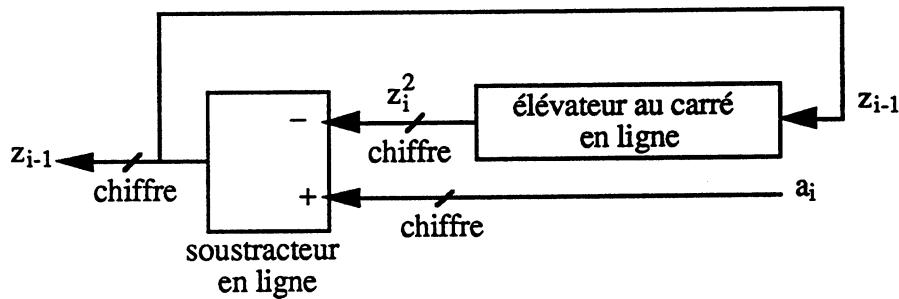 z_i^2
élévateur au carré
en ligne
z_{i-1}
−
chiffre
z_{i-1}
chiffre
+
a_i
chiffre
soustracteur
en ligne